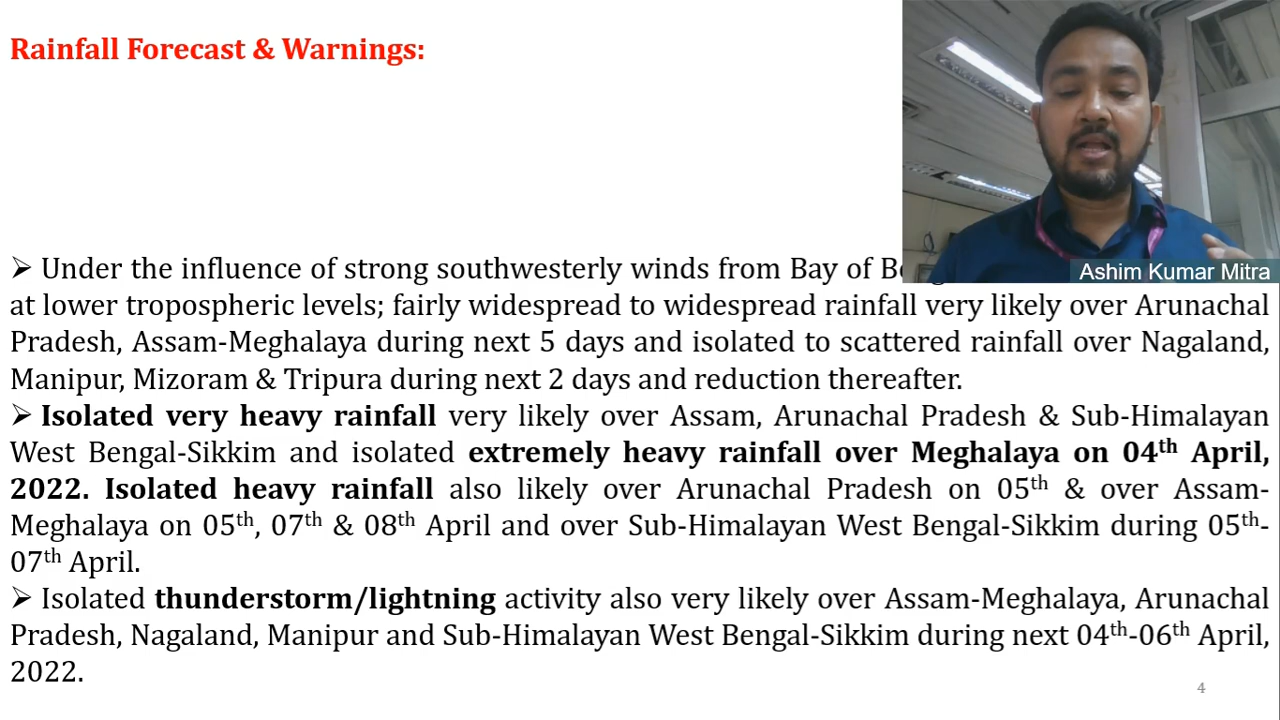 Rainfall Forecast & Warnings:
Ashim Kumar Mitra
➢ Under the influence of strong southwesterly winds from Bay of
at lower tropospheric levels; fairly widespread to widespread rainfall very likely over Arunachal
Pradesh, Assam-Meghalaya during next 5 days and isolated to scattered rainfall over Nagaland,
Manipur, Mizoram & Tripura during next 2 days and reduction thereafter.
➢ Isolated very heavy rainfall very likely over Assam, Arunachal Pradesh & Sub-Himalayan
West Bengal-Sikkim and isolated extremely heavy rainfall over Meghalaya on 04th April,
2022. Isolated heavy rainfall also likely over Arunachal Pradesh on 05th & over Assam-
Meghalaya on 05th, 07th & 08th April and over Sub-Himalayan West Bengal-Sikkim during 05th-
07th April.
➢ Isolated thunderstorm/lightning activity also very likely over Assam-Meghalaya, Arunachal
Pradesh, Nagaland, Manipur and Sub-Himalayan West Bengal-Sikkim during next 04th-06th April,
2022.
4